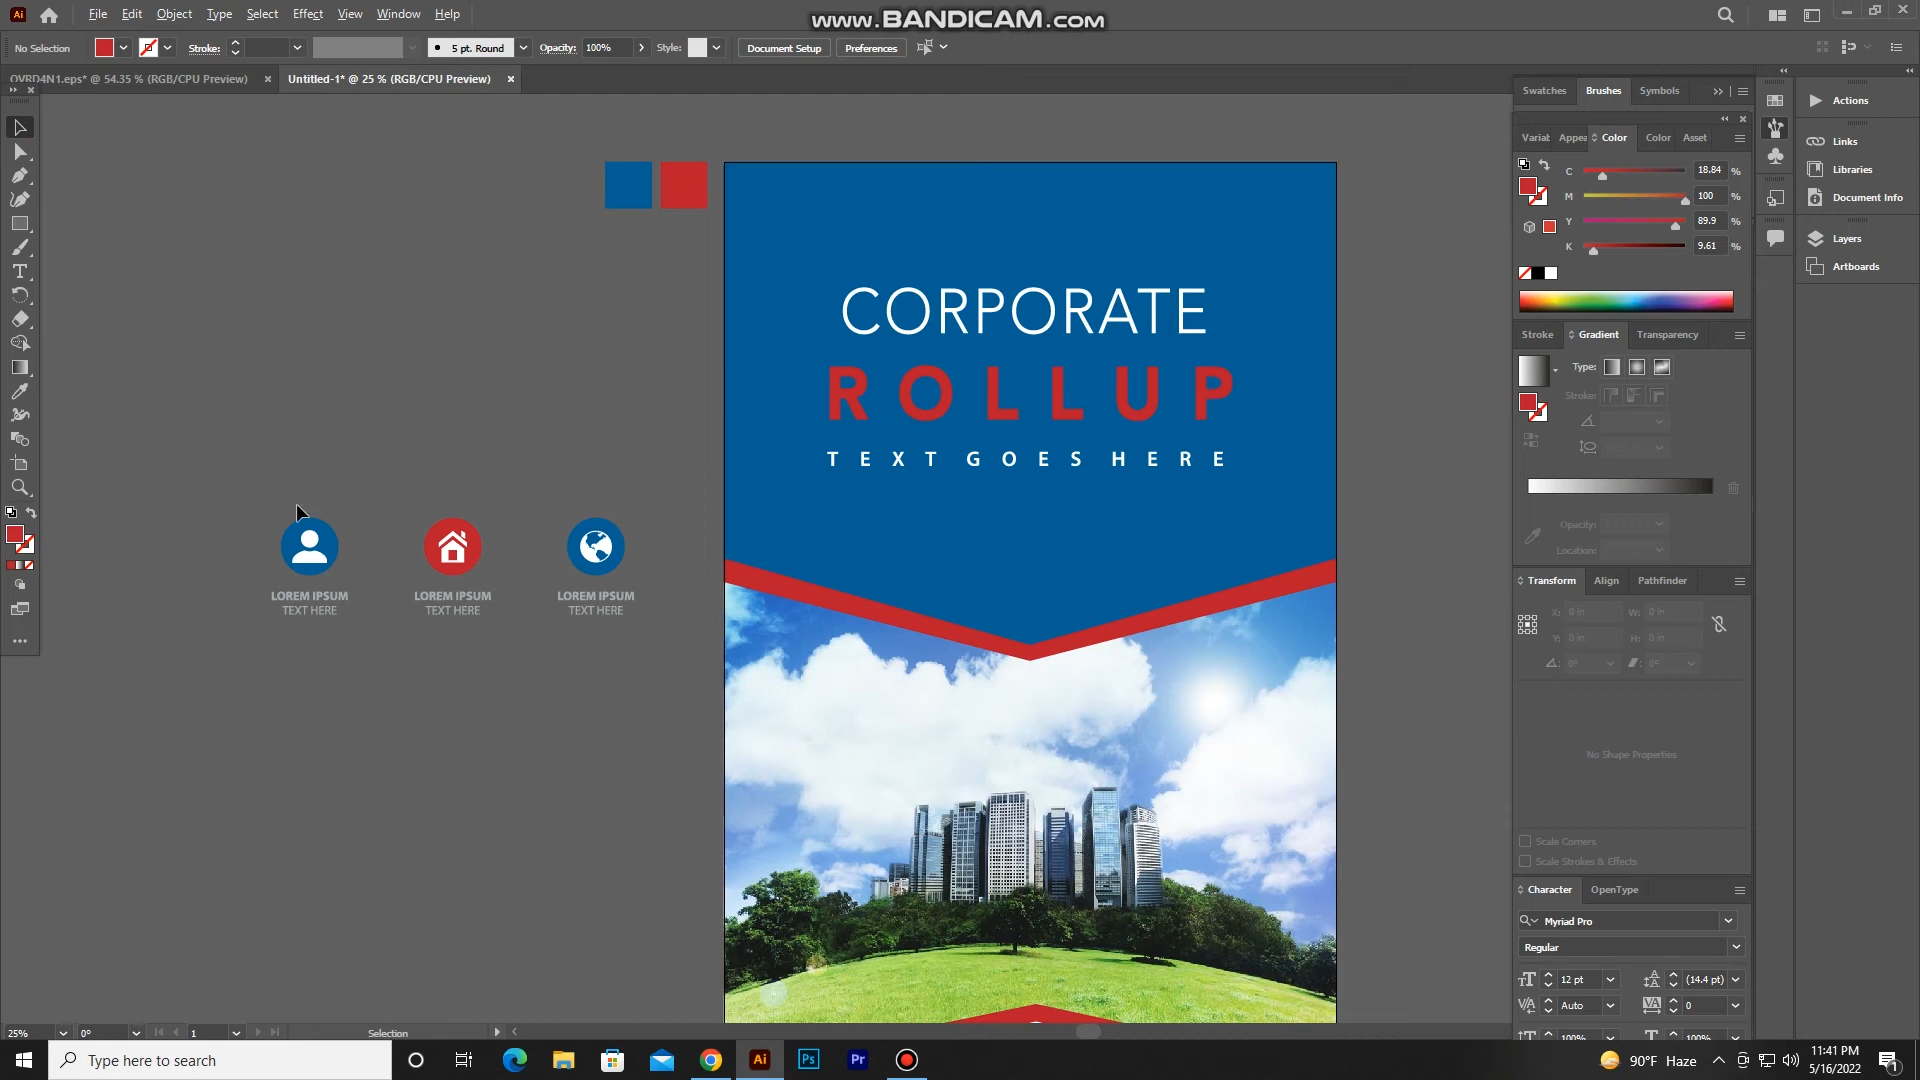 File Edit Object Type Select Effect View Window Help
www.BANDICAM.com
No Selection Stroke: 5 pt. Round Opacity: 100% Style: Document Setup Preferences
OVRD4N1.eps* @ 54.35 % (RGB/CPU Preview) Untitled-1* @ 25 % (RGB/CPU Preview)
CORPORATE
ROLLUP
TEXT GOES HERE
LOREM IPSUM
TEXT HERE
LOREM IPSUM
TEXT HERE
LOREM IPSUM
TEXT HERE
Swatches Brushes Symbols
Variat Appea Color Color Asset
C 18.84 %
M 100 %
Y 89.9 %
K 9.61 %
Stroke Gradient Transparency
Type:
Stroke:
Opacity:
Location:
Transform Align Pathfinder
X: 0 in W: 0 in
Y: 0 in H: 0 in
0° 0°
No Shape Properties
Scale Corners
Scale Strokes & Effects
Character OpenType
Myriad Pro
Regular
12 pt (14.4 pt)
Auto 0
100% 100%
Actions
Links
Libraries
Document Info
Layers
Artboards
25% 0° 1 Selection
Type here to search
90°F Haze
11:41 PM
5/16/2022